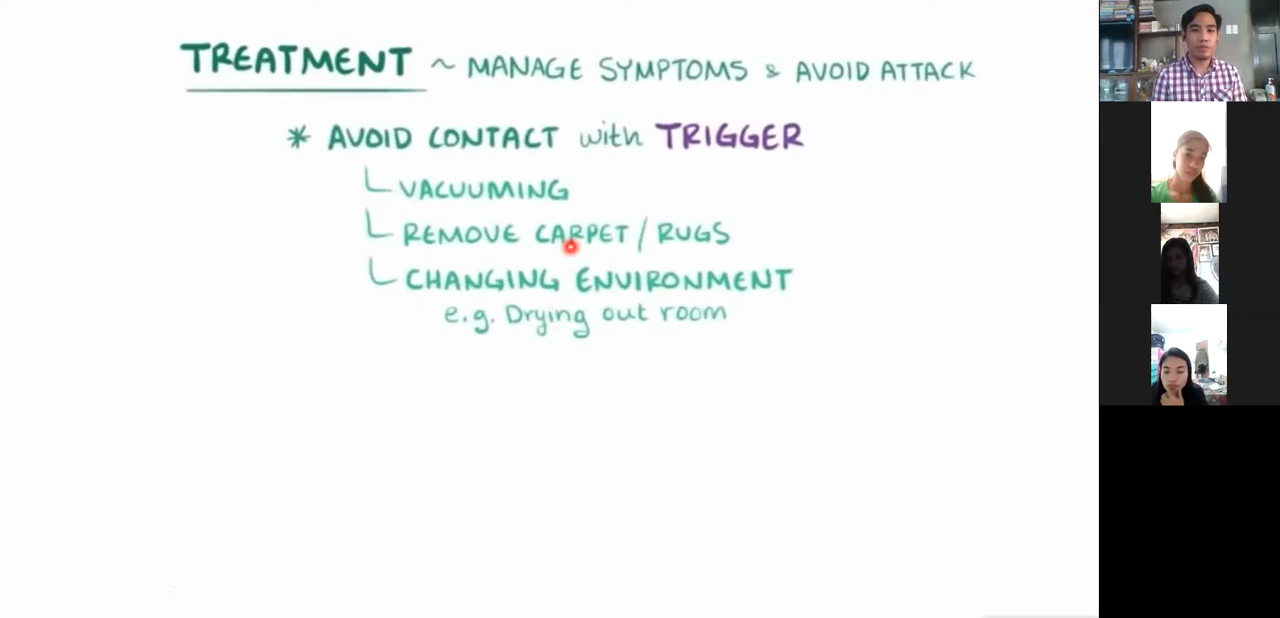 TREATMENT ~ MANAGE SYMPTOMS & AVOID ATTACK
* AVOID CONTACT with TRIGGER
VACUUMING
REMOVE CARPET / RUGS
CHANGING ENVIRONMENT
e.g. Drying out room